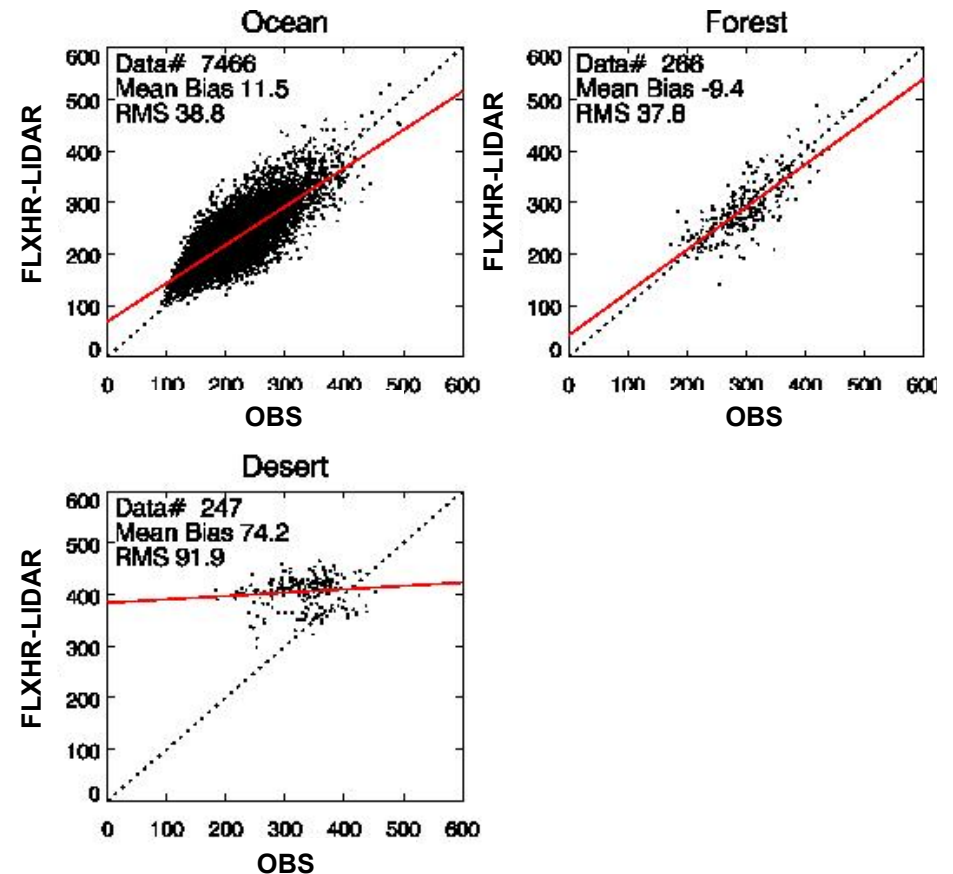 Ocean
Data# 7466
Mean Bias 11.5
RMS 38.8
600
500
400
300
200
100
0
0 100 200 300 400 500 600
FLXHR-LIDAR
OBS
Forest
Data# 266
Mean Bias -9.4
RMS 37.8
600
500
400
300
200
100
0
0 100 200 300 400 500 600
FLXHR-LIDAR
OBS
Desert
Data# 247
Mean Bias 74.2
RMS 91.9
600
500
400
300
200
100
0
0 100 200 300 400 500 600
FLXHR-LIDAR
OBS